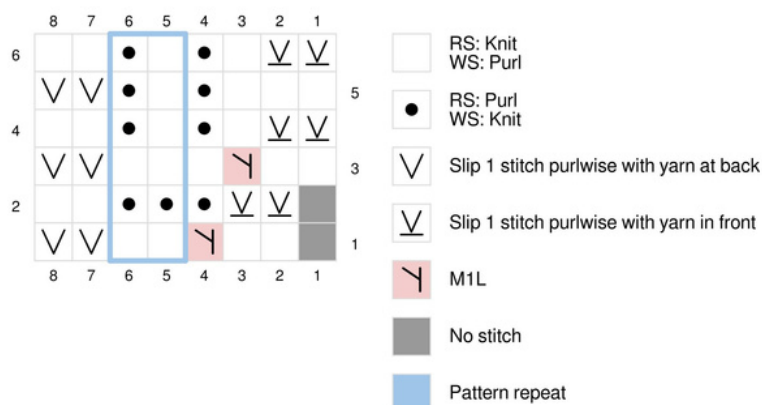 8 7 6 5 4 3 2 1
6
5
4
3
2
1
8 7 6 5 4 3 2 1
RS: Knit
WS: Purl
RS: Purl
WS: Knit
Slip 1 stitch purlwise with yarn at back
Slip 1 stitch purlwise with yarn in front
M1L
No stitch
Pattern repeat